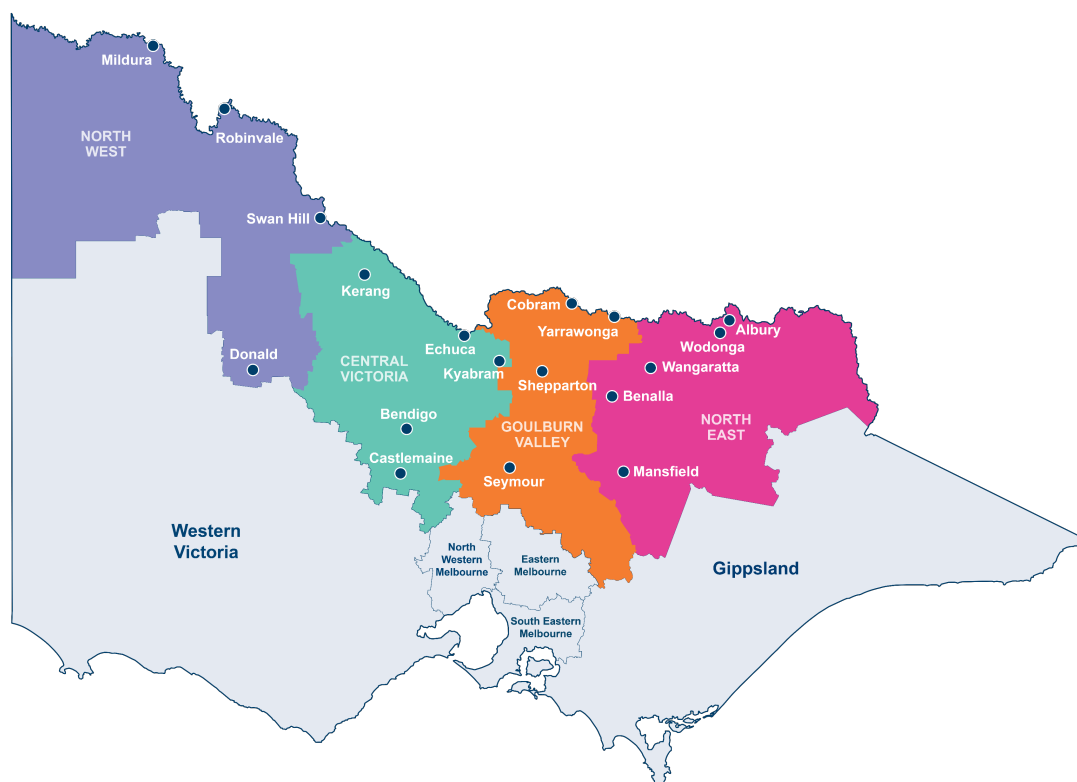 Mildura
NORTH
WEST
Robinvale
Swan Hill
Kerang
Cobram
Yarrawonga
Albury
Wodonga
Echuca
Donald
CENTRAL
VICTORIA
Kyabram
Shepparton
Wangaratta
Benalla
Bendigo
GOULBURN
VALLEY
NORTH
EAST
Castlemaine
Seymour
Mansfield
Western
Victoria
North
Western
Melbourne
Eastern
Melbourne
Gippsland
South Eastern
Melbourne